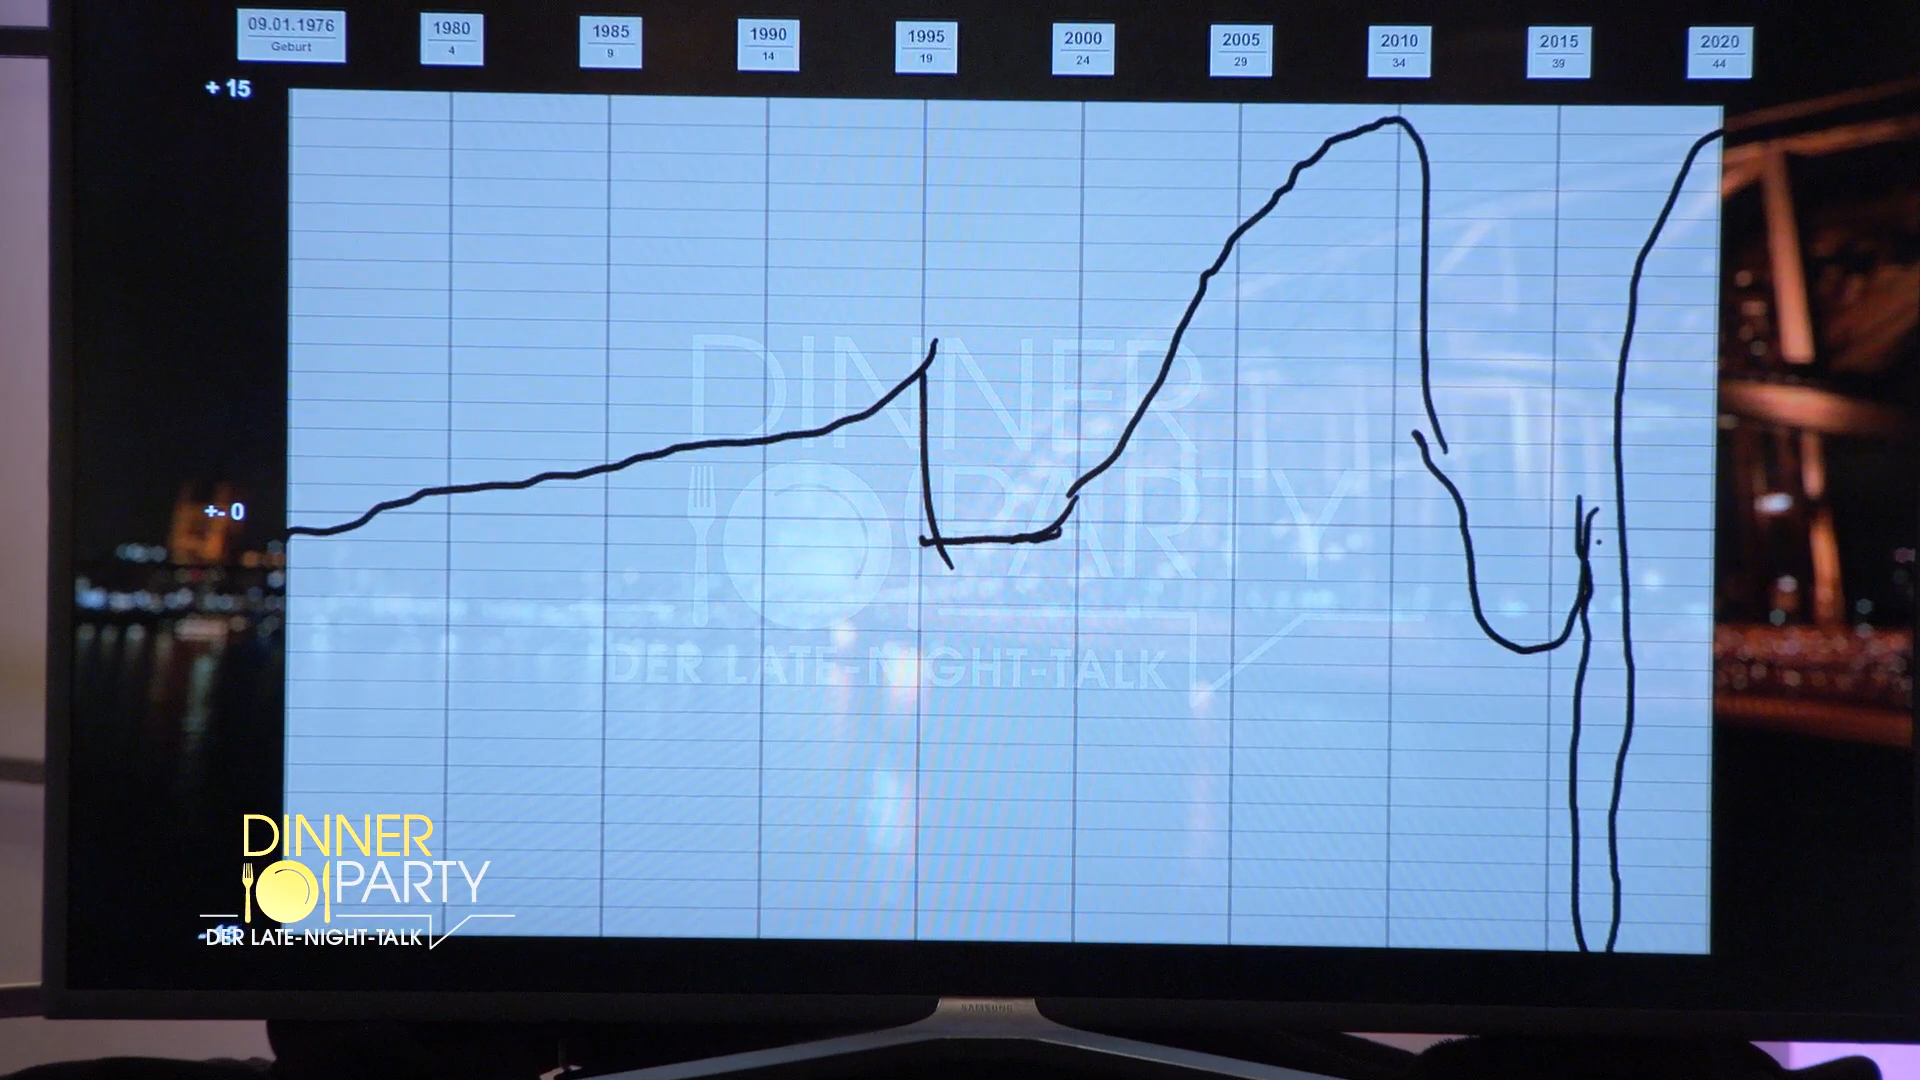 09.01.1976
Geburt
1980
4
1985
9
1990
14
1995
19
2000
24
2005
29
2010
34
2015
39
2020
44
+ 15
+- 0
DINNER
PARTY
DER LATE-NIGHT-TALK
DINNER
PARTY
DER LATE-NIGHT-TALK
SAMSUNG